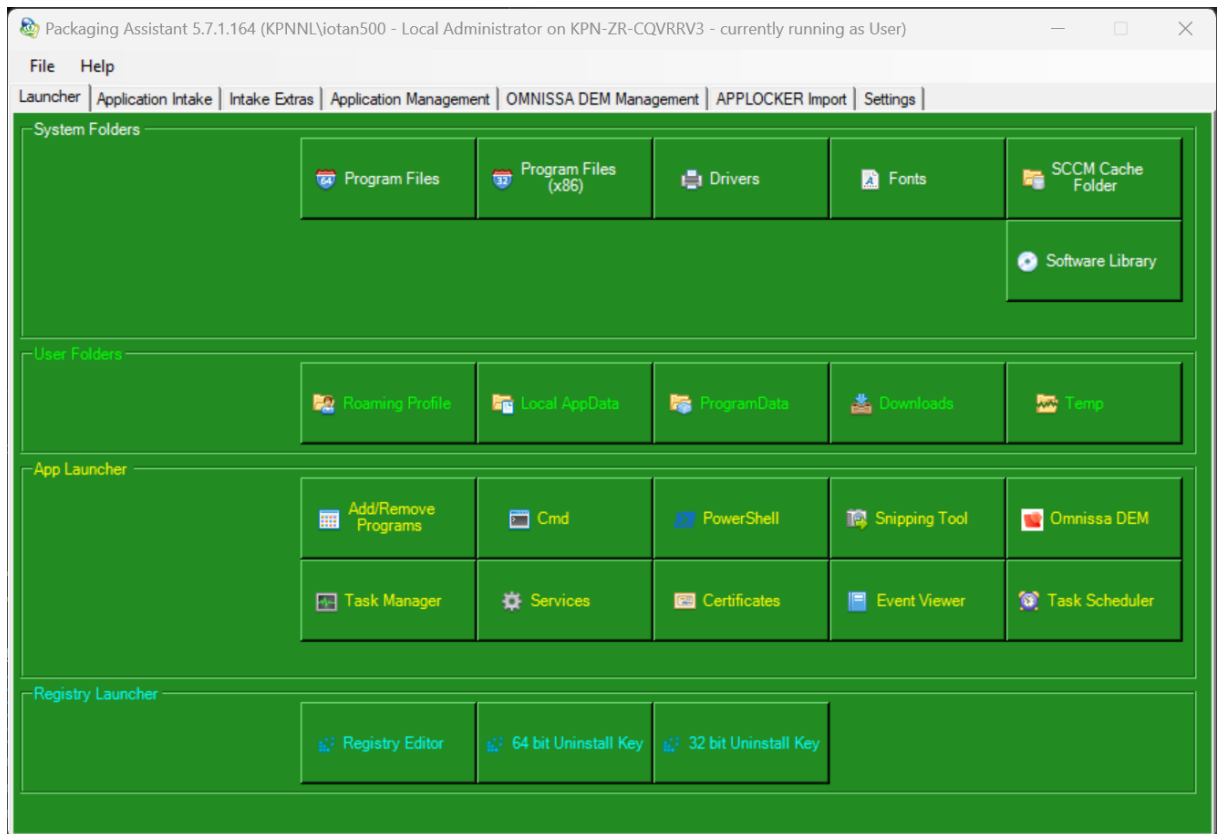 Packaging Assistant 5.7.1.164 (KPNNL\iotan500 - Local Administrator on KPN-ZR-CQVRRV3 - currently running as User)
File Help
Launcher Application Intake Intake Extras Application Management OMNISSA DEM Management APPLOCKER Import Settings
System Folders
64 Program Files
32 Program Files
(x86)
Drivers
A Fonts
SCCM Cache
Folder
Software Library
User Folders
Roaming Profile
Local AppData
ProgramData
Downloads
Temp
App Launcher
Add/Remove
Programs
Cmd
PowerShell
Snipping Tool
Omnissa DEM
Task Manager
Services
Certificates
Event Viewer
Task Scheduler
Registry Launcher
Registry Editor
64 bit Uninstall Key
32 bit Uninstall Key